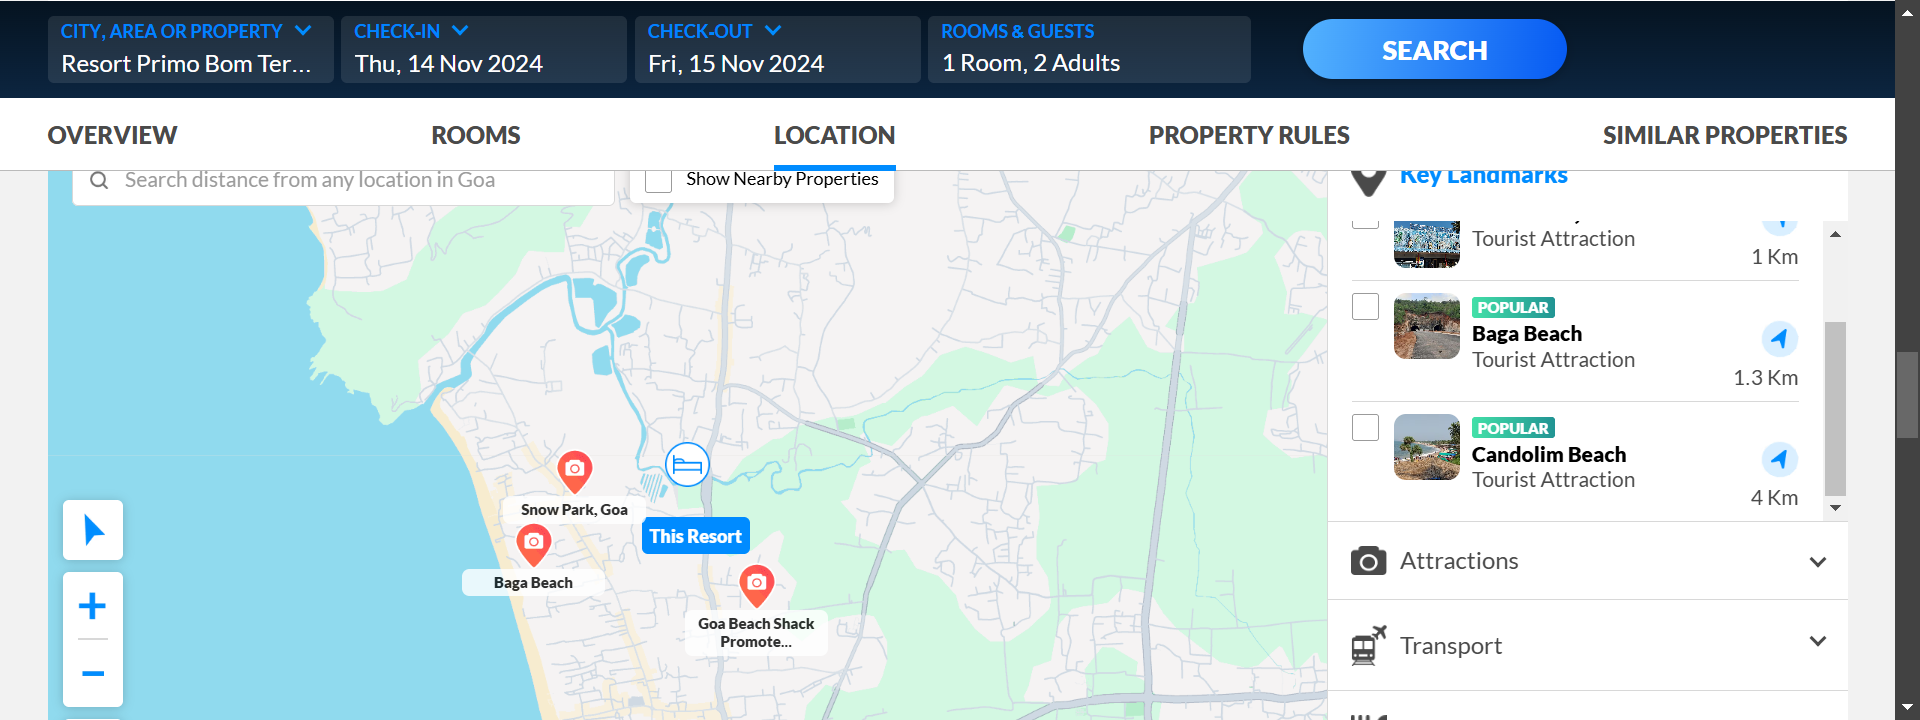 CITY, AREA OR PROPERTY
Resort Primo Bom Ter...
CHECK-IN
Thu, 14 Nov 2024
CHECK-OUT
Fri, 15 Nov 2024
ROOMS & GUESTS
1 Room, 2 Adults
SEARCH
OVERVIEW
ROOMS
LOCATION
PROPERTY RULES
SIMILAR PROPERTIES
Search distance from any location in Goa
Show Nearby Properties
Key Landmarks
Tourist Attraction
1 Km
POPULAR
Baga Beach
Tourist Attraction
1.3 Km
POPULAR
Candolim Beach
Tourist Attraction
4 Km
Attractions
Transport
Snow Park, Goa
This Resort
Baga Beach
Goa Beach Shack
Promote...